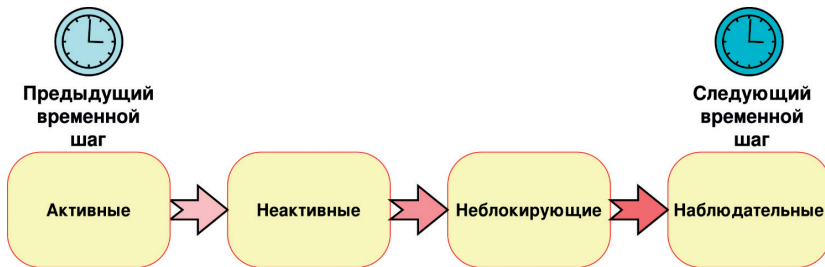 Предыдущий
временной
шаг
Следующий
временной
шаг
Активные
Неактивные
Неблокирующие
Наблюдательные